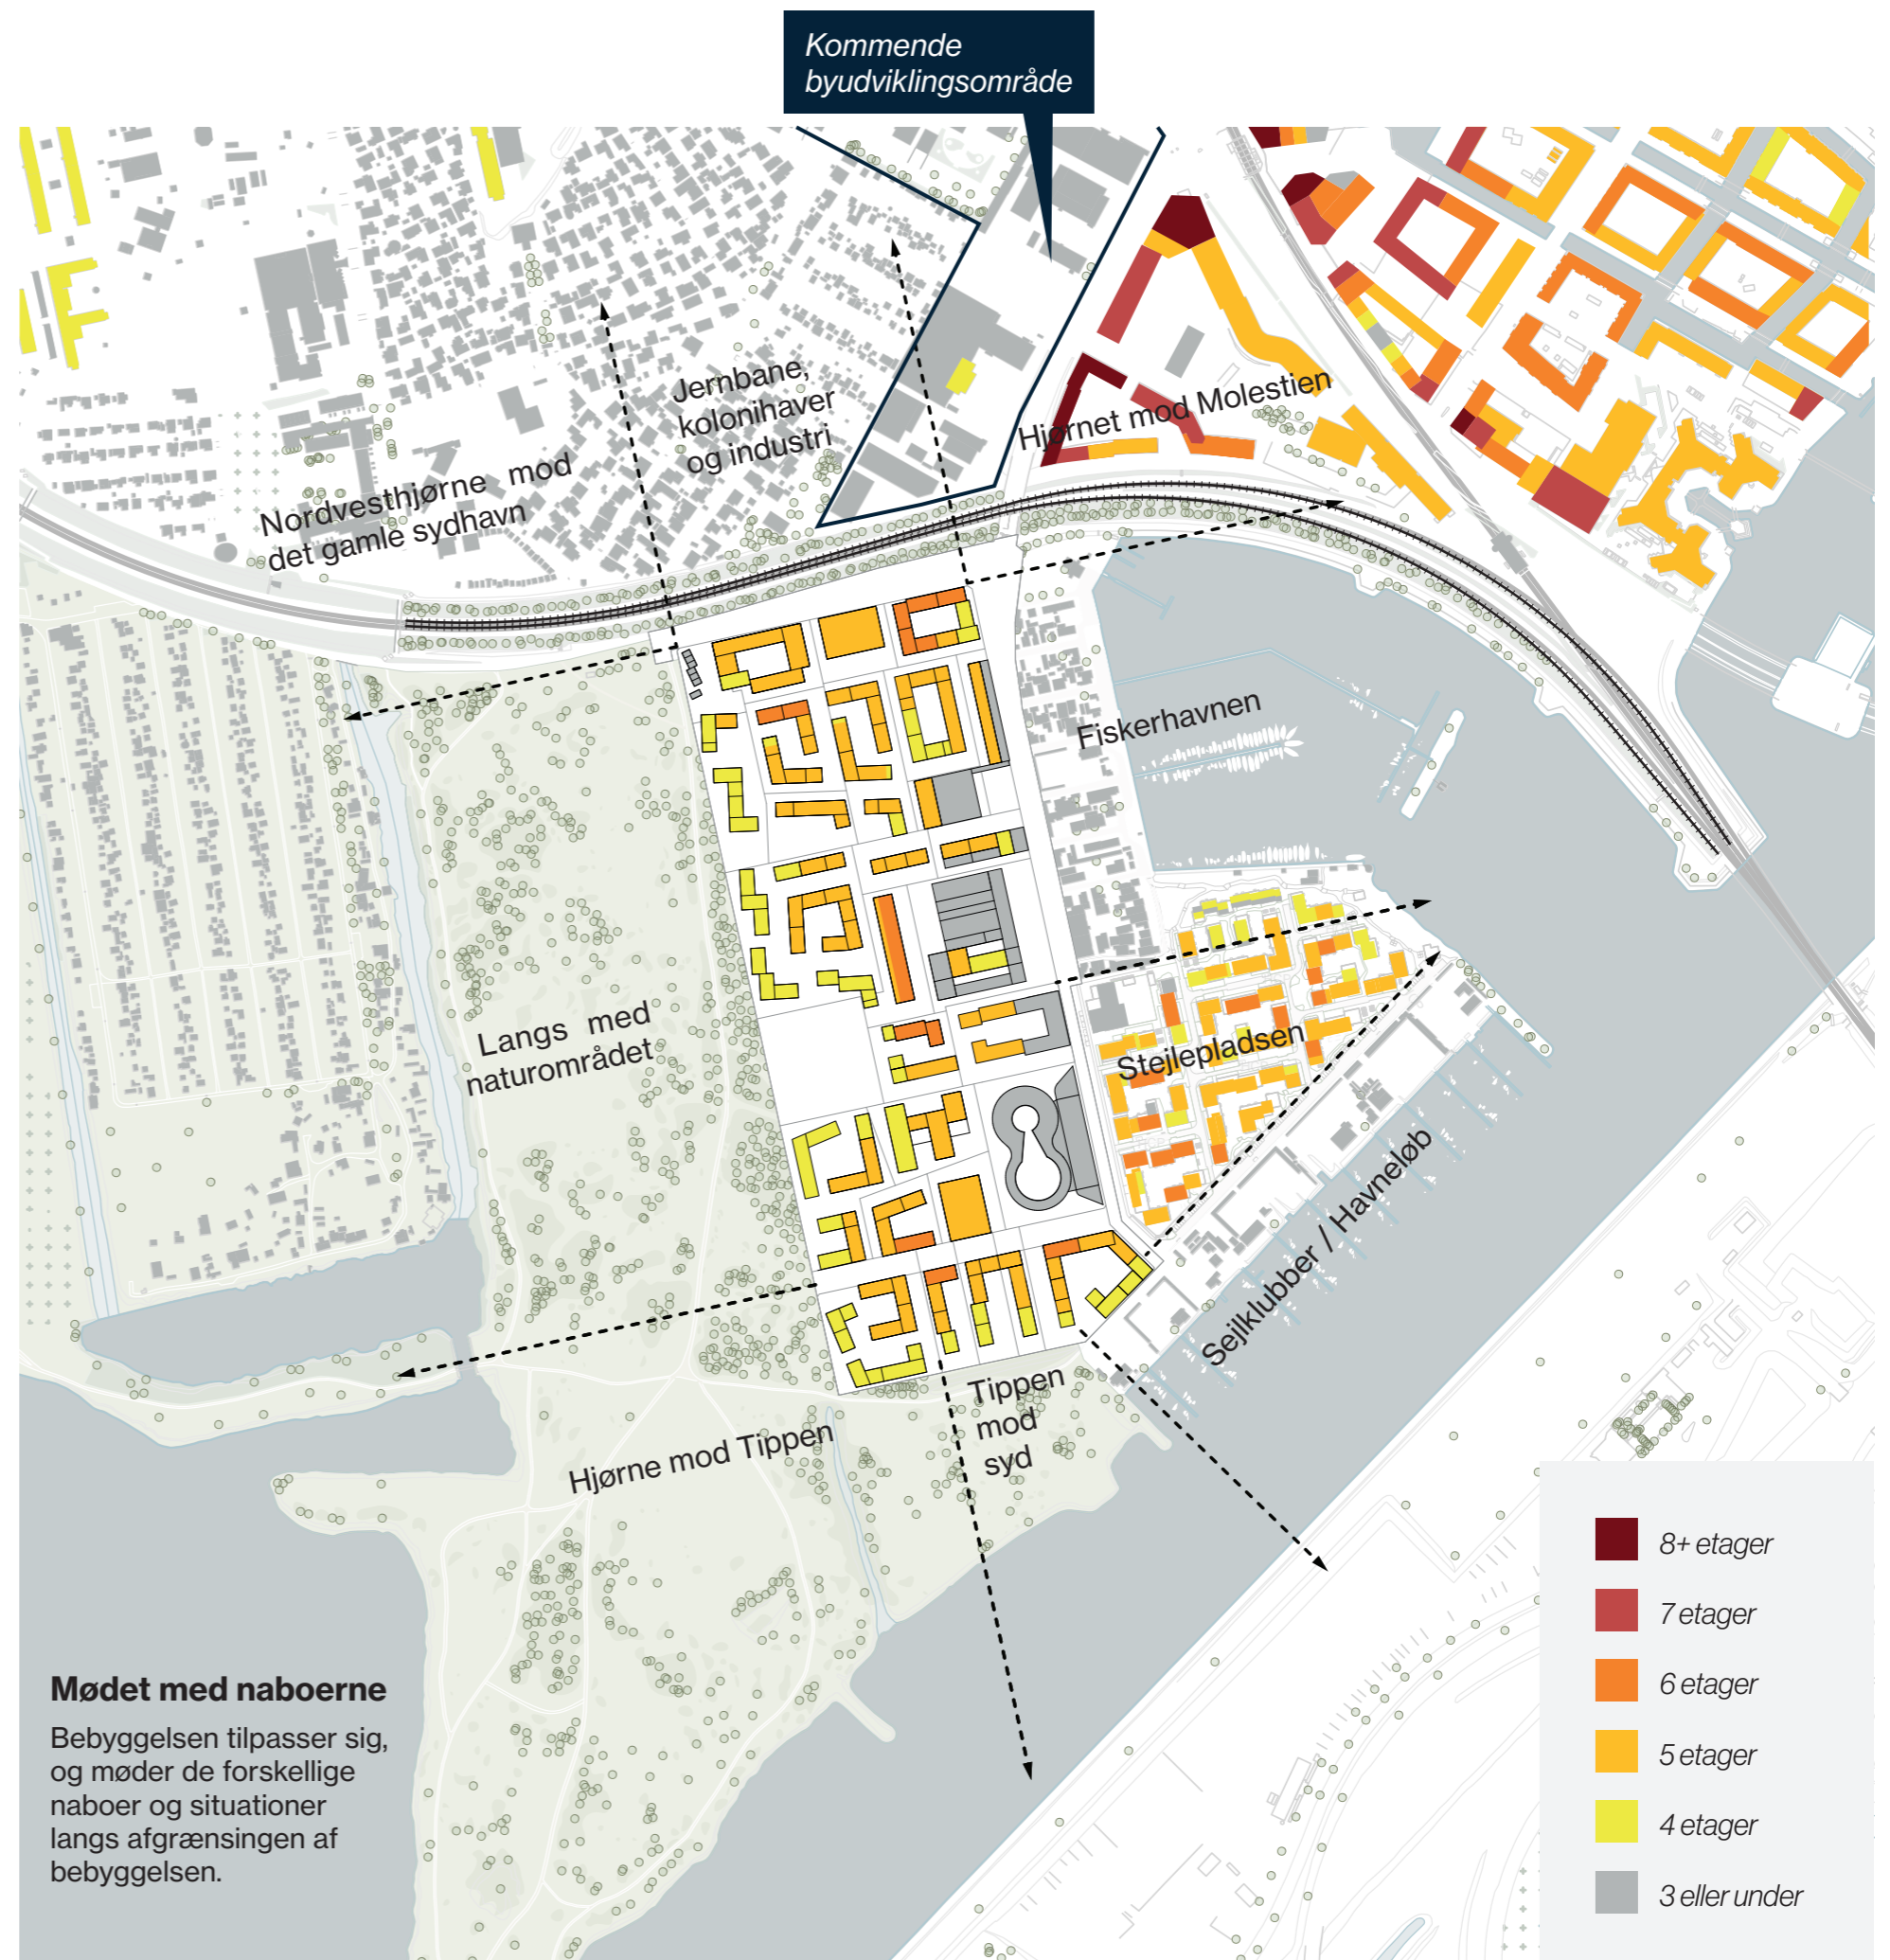 Kommende
byudviklingsområde
Jernbane,
kolonihaver
og industri
Hjørnet mod Molestien
Nordvesthjørne mod
det gamle sydhavn
Fiskerhavnen
Langs med
naturområdet
Stejlepladsen
Sejlklubber / Havneløb
Tippen
mod
syd
Hjørne mod Tippen
Mødet med naboerne
Bebyggelsen tilpasser sig,
og møder de forskellige
naboer og situationer
langs afgrænsingen af
bebyggelsen.
8+ etager
7 etager
6 etager
5 etager
4 etager
3 eller under